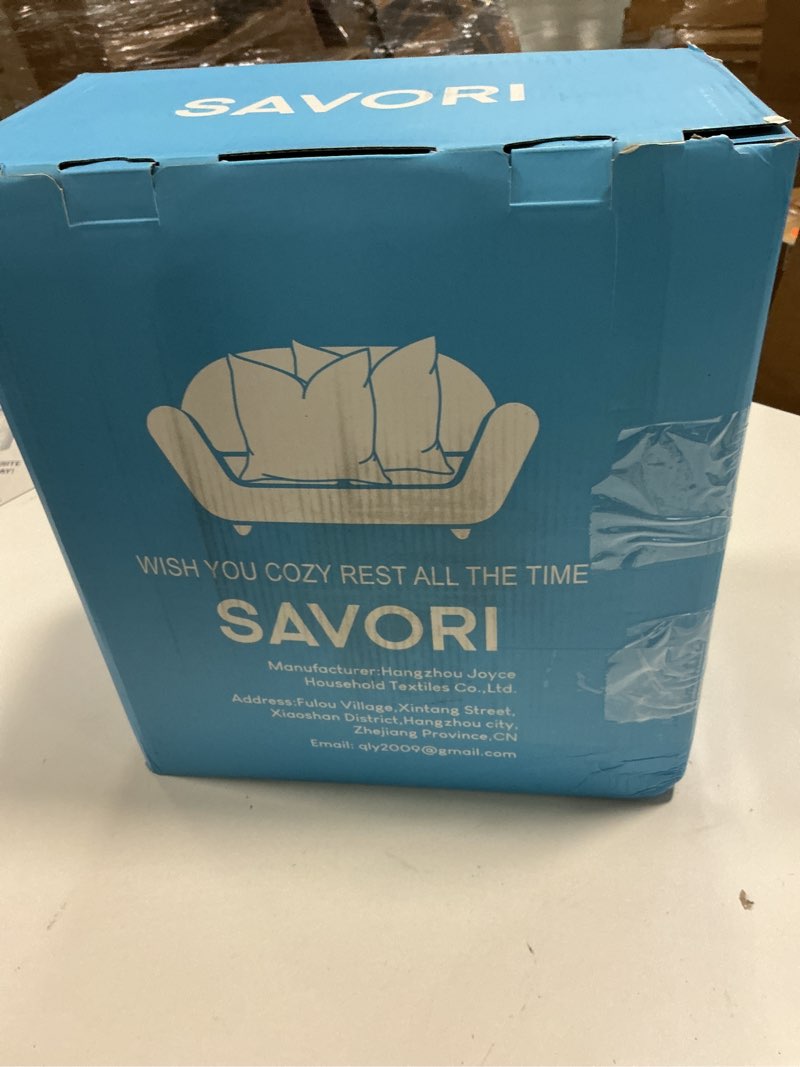 SAVORI
WISH YOU COZY REST ALL THE TIME
SAVORI
Manufacturer:Hangzhou Joyce
Household Textiles Co.,Ltd.
Address:Fulou Village,Xintang Street,
Xiaoshan District,Hangzhou city,
Zhejiang Province,CN
Email: qly2009@gmail.com